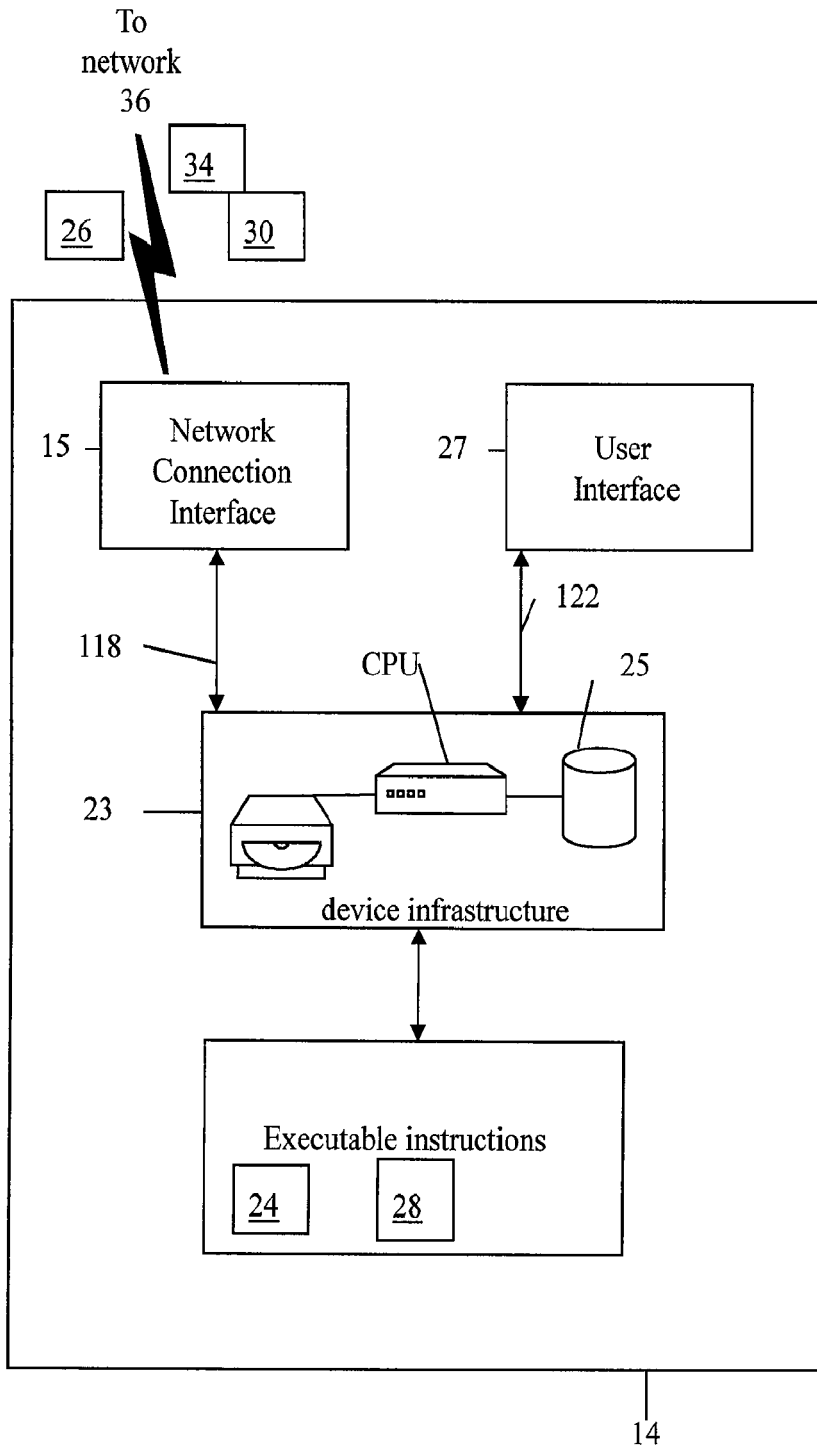 To
network
36
34
26
30
15
Network
Connection
Interface
27
User
Interface
118
122
CPU
25
23
device infrastructure
Executable instructions
24
28
14